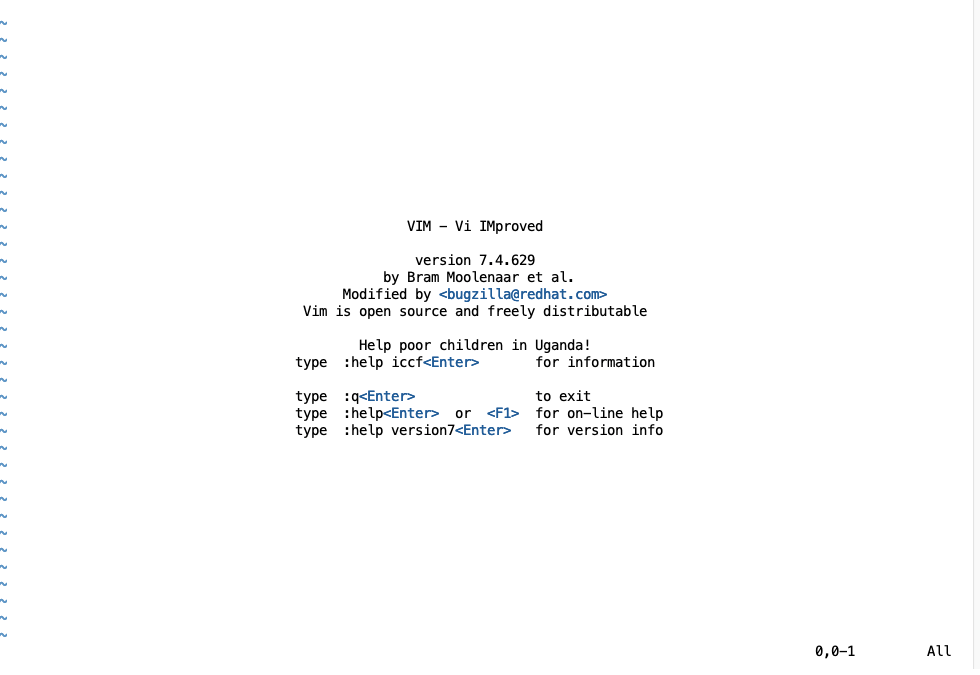 ~
~
~
~
~
~
~
~
~
~
~
~
~ VIM - Vi IMproved
~
~ version 7.4.629
~ by Bram Moolenaar et al.
~ Modified by <bugzilla@redhat.com>
~ Vim is open source and freely distributable
~
~ Help poor children in Uganda!
~ type :help iccf<Enter> for information
~
~ type :q<Enter> to exit
~ type :help<Enter> or <F1> for on-line help
~ type :help version7<Enter> for version info
~
~
~
~
~
~
~
~
~
~
~
~
0,0-1 All